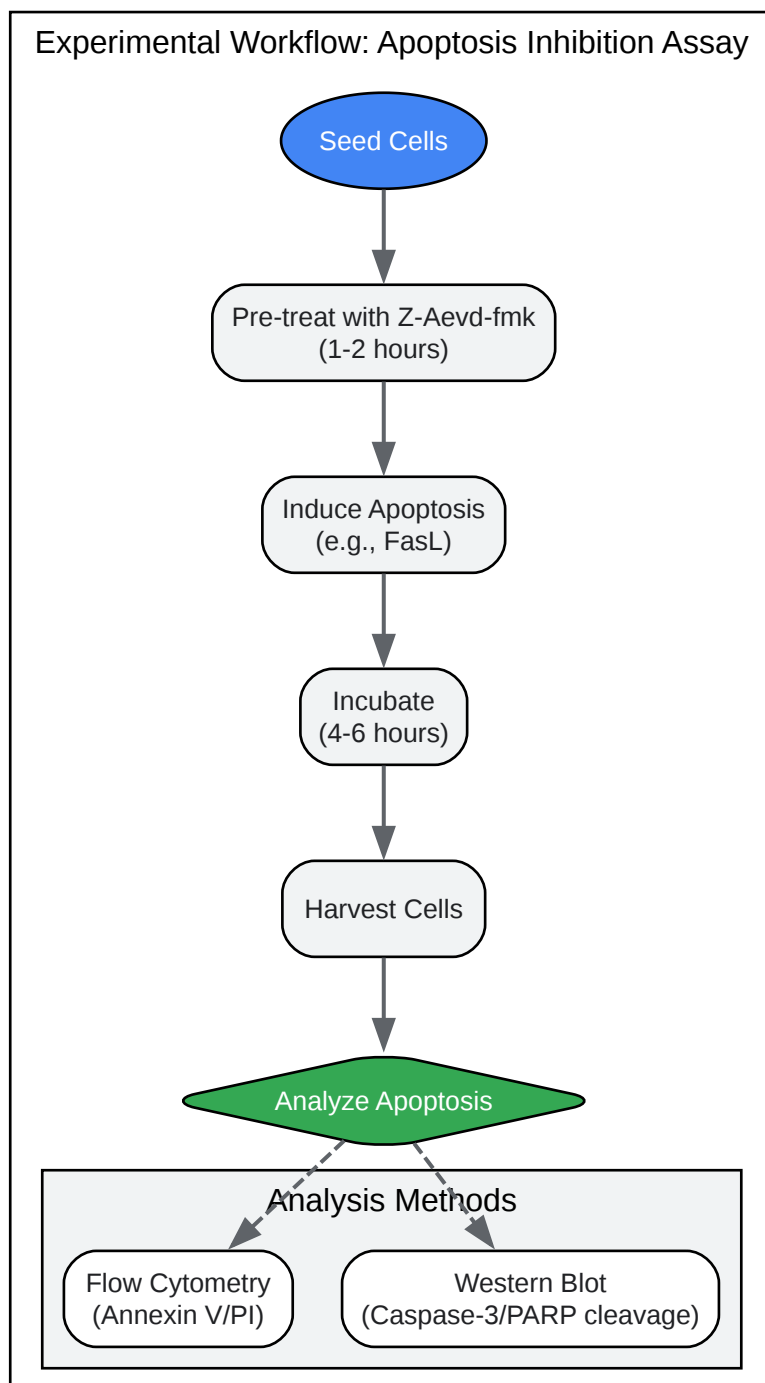 Experimental Workflow: Apoptosis Inhibition Assay
Seed Cells
Pre-treat with Z-Aevd-fmk
(1-2 hours)
Induce Apoptosis
(e.g., FasL)
Incubate
(4-6 hours)
Harvest Cells
Analyze Apoptosis
Analysis Methods
Flow Cytometry
(Annexin V/PI)
Western Blot
(Caspase-3/PARP cleavage)